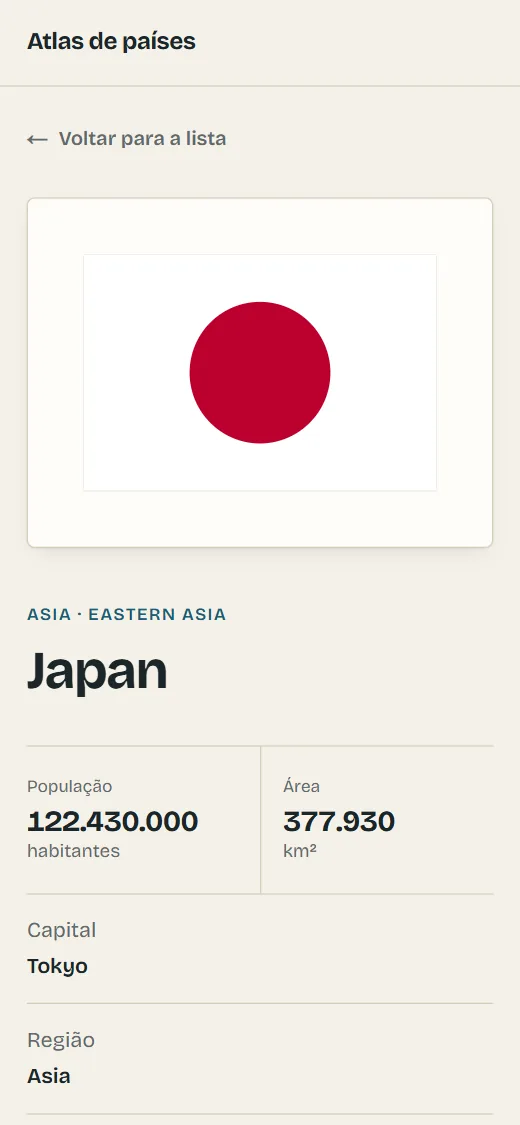 Atlas de países
← Voltar para a lista
ASIA · EASTERN ASIA
Japan
População
122.430.000
habitantes
Área
377.930
km²
Capital
Tokyo
Região
Asia